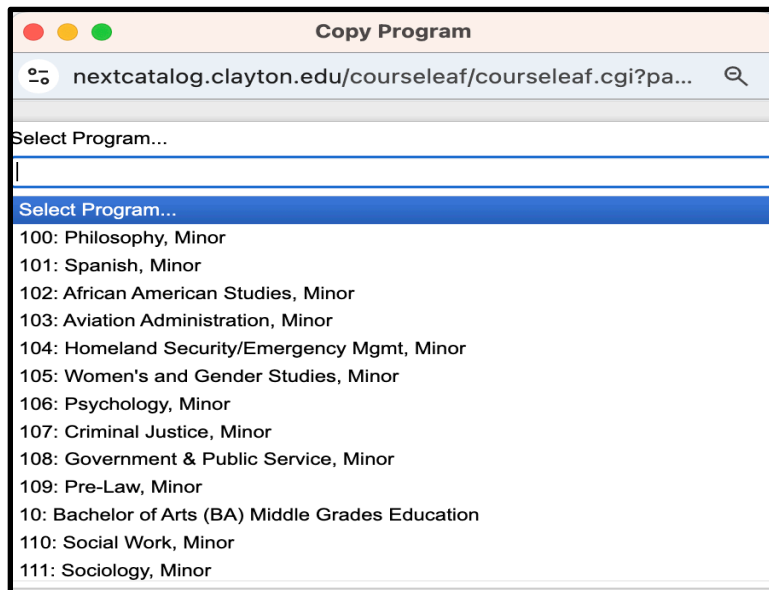 Copy Program
nextcatalog.clayton.edu/courseleaf/courseleaf.cgi?pa...
Select Program...
Select Program...
100: Philosophy, Minor
101: Spanish, Minor
102: African American Studies, Minor
103: Aviation Administration, Minor
104: Homeland Security/Emergency Mgmt, Minor
105: Women's and Gender Studies, Minor
106: Psychology, Minor
107: Criminal Justice, Minor
108: Government & Public Service, Minor
109: Pre-Law, Minor
10: Bachelor of Arts (BA) Middle Grades Education
110: Social Work, Minor
111: Sociology, Minor